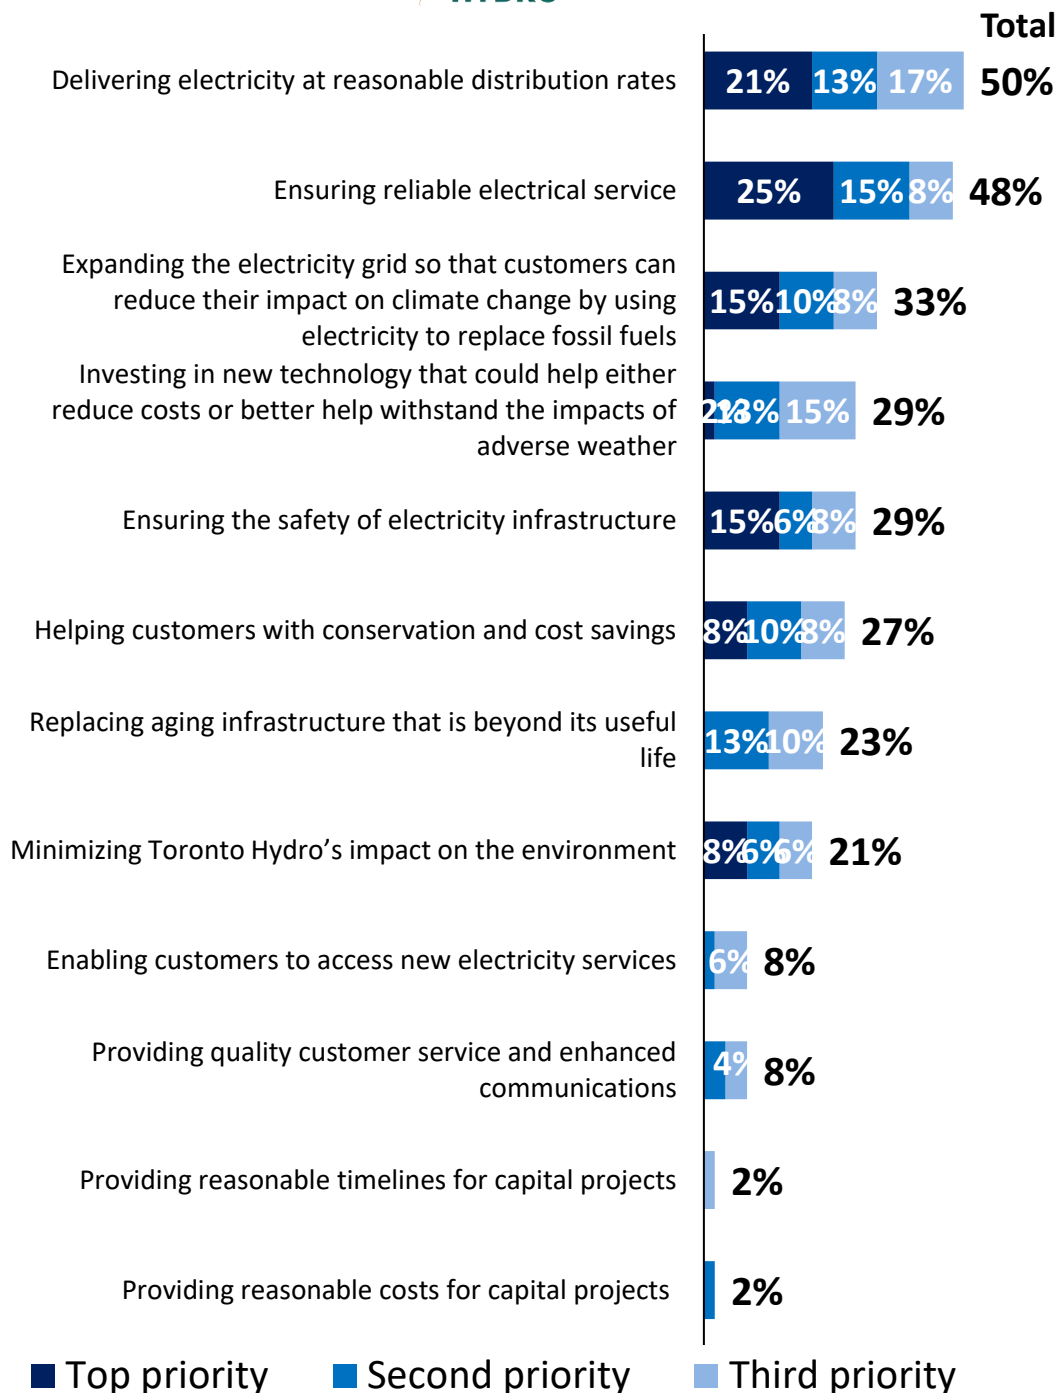 Total
Delivering electricity at reasonable distribution rates 21% 13% 17% 50%
Ensuring reliable electrical service 25% 15% 8% 48%
Expanding the electricity grid so that customers can
reduce their impact on climate change by using 15% 10% 8% 33%
electricity to replace fossil fuels
Investing in new technology that could help either
reduce costs or better help withstand the impacts of 2% 13% 15% 29%
adverse weather
Ensuring the safety of electricity infrastructure 15% 6% 8% 29%
Helping customers with conservation and cost savings 8% 10% 8% 27%
Replacing aging infrastructure that is beyond its useful
life 13% 10% 23%
Minimizing Toronto Hydro’s impact on the environment 8% 6% 6% 21%
Enabling customers to access new electricity services 6% 8%
Providing quality customer service and enhanced
communications 4% 8%
Providing reasonable timelines for capital projects 2%
Providing reasonable costs for capital projects 2%
Top priority Second priority Third priority